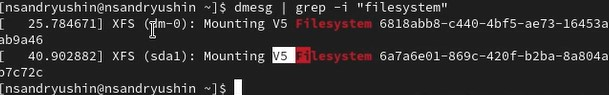 [nsandryushin@nsandryushin ~]$ dmesg | grep -i "filesystem"
[   25.784671] XFS (dm-0): Mounting V5 Filesystem 6818abb8-c440-4bf5-ae73-16453a
ab9a46
[   40.902882] XFS (sda1): Mounting V5 Filesystem 6a7a6e01-869c-420f-b2ba-8a804a
b7c72c
[nsandryushin@nsandryushin ~]$